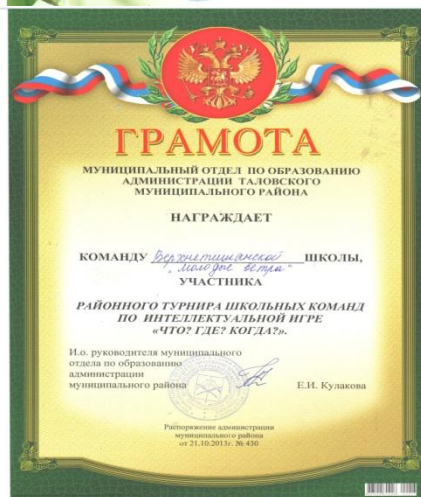 ГРАМОТА
МУНИЦИПАЛЬНЫЙ ОТДЕЛ ПО ОБРАЗОВАНИЮ
АДМИНИСТРАЦИИ ТАЛОВСКОГО
МУНИЦИПАЛЬНОГО РАЙОНА
НАГРАЖДАЕТ
КОМАНДУ Верхнетишанской ШКОЛЫ,
"Молодые ветра"
УЧАСТНИКА
РАЙОННОГО ТУРНИРА ШКОЛЬНЫХ КОМАНД
ПО ИНТЕЛЛЕКТУАЛЬНОЙ ИГРЕ
«ЧТО? ГДЕ? КОГДА?».
И.о. руководителя муниципального
отдела по образованию
администрации
муниципального района Е.И. Кулакова
Распоряжение администрации
муниципального района
от 21.10.2013г. № 430